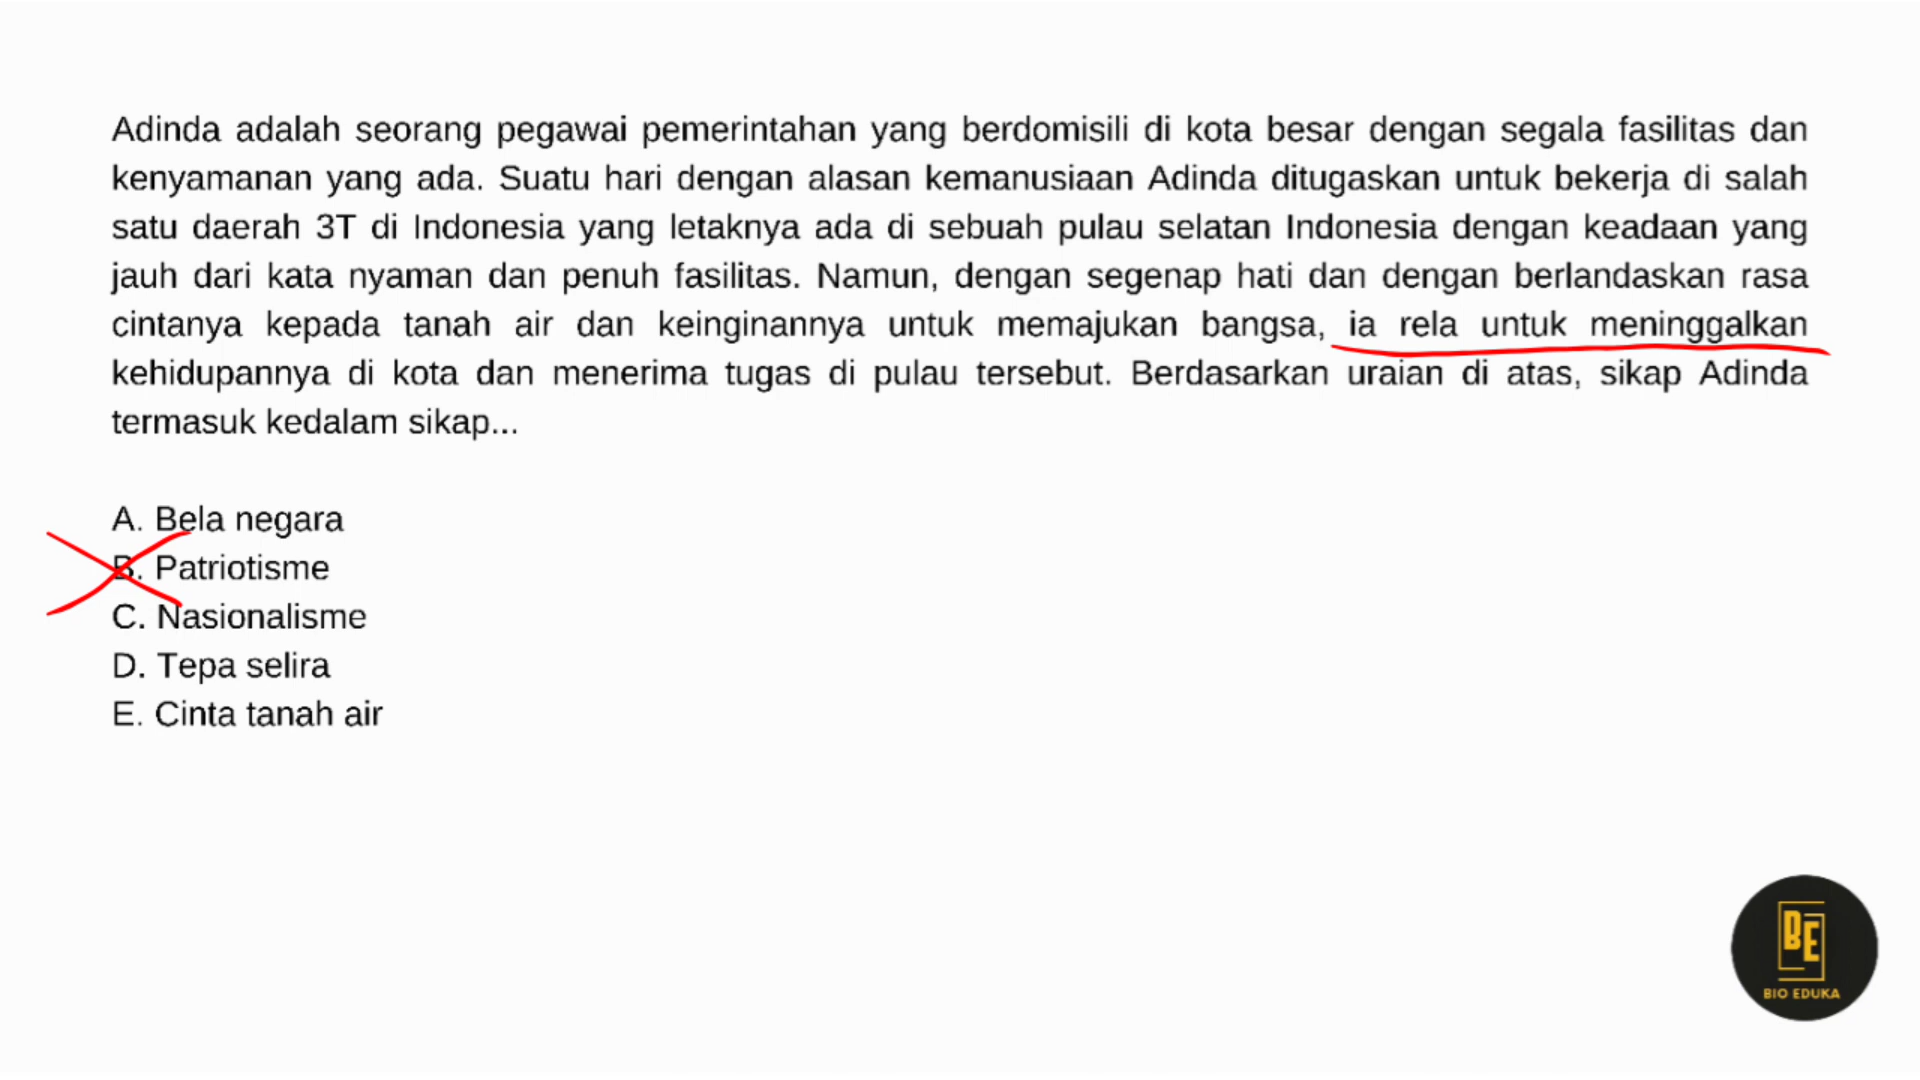 Adinda adalah seorang pegawai pemerintahan yang berdomisili di kota besar dengan segala fasilitas dan
kenyamanan yang ada. Suatu hari dengan alasan kemanusiaan Adinda ditugaskan untuk bekerja di salah
satu daerah 3T di Indonesia yang letaknya ada di sebuah pulau selatan Indonesia dengan keadaan yang
jauh dari kata nyaman dan penuh fasilitas. Namun, dengan segenap hati dan dengan berlandaskan rasa
cintanya kepada tanah air dan keinginannya untuk memajukan bangsa, ia rela untuk meninggalkan
kehidupannya di kota dan menerima tugas di pulau tersebut. Berdasarkan uraian di atas, sikap Adinda
termasuk kedalam sikap...
A. Bela negara
B. Patriotisme
C. Nasionalisme
D. Tepa selira
E. Cinta tanah air
BE
BIO EDUKA